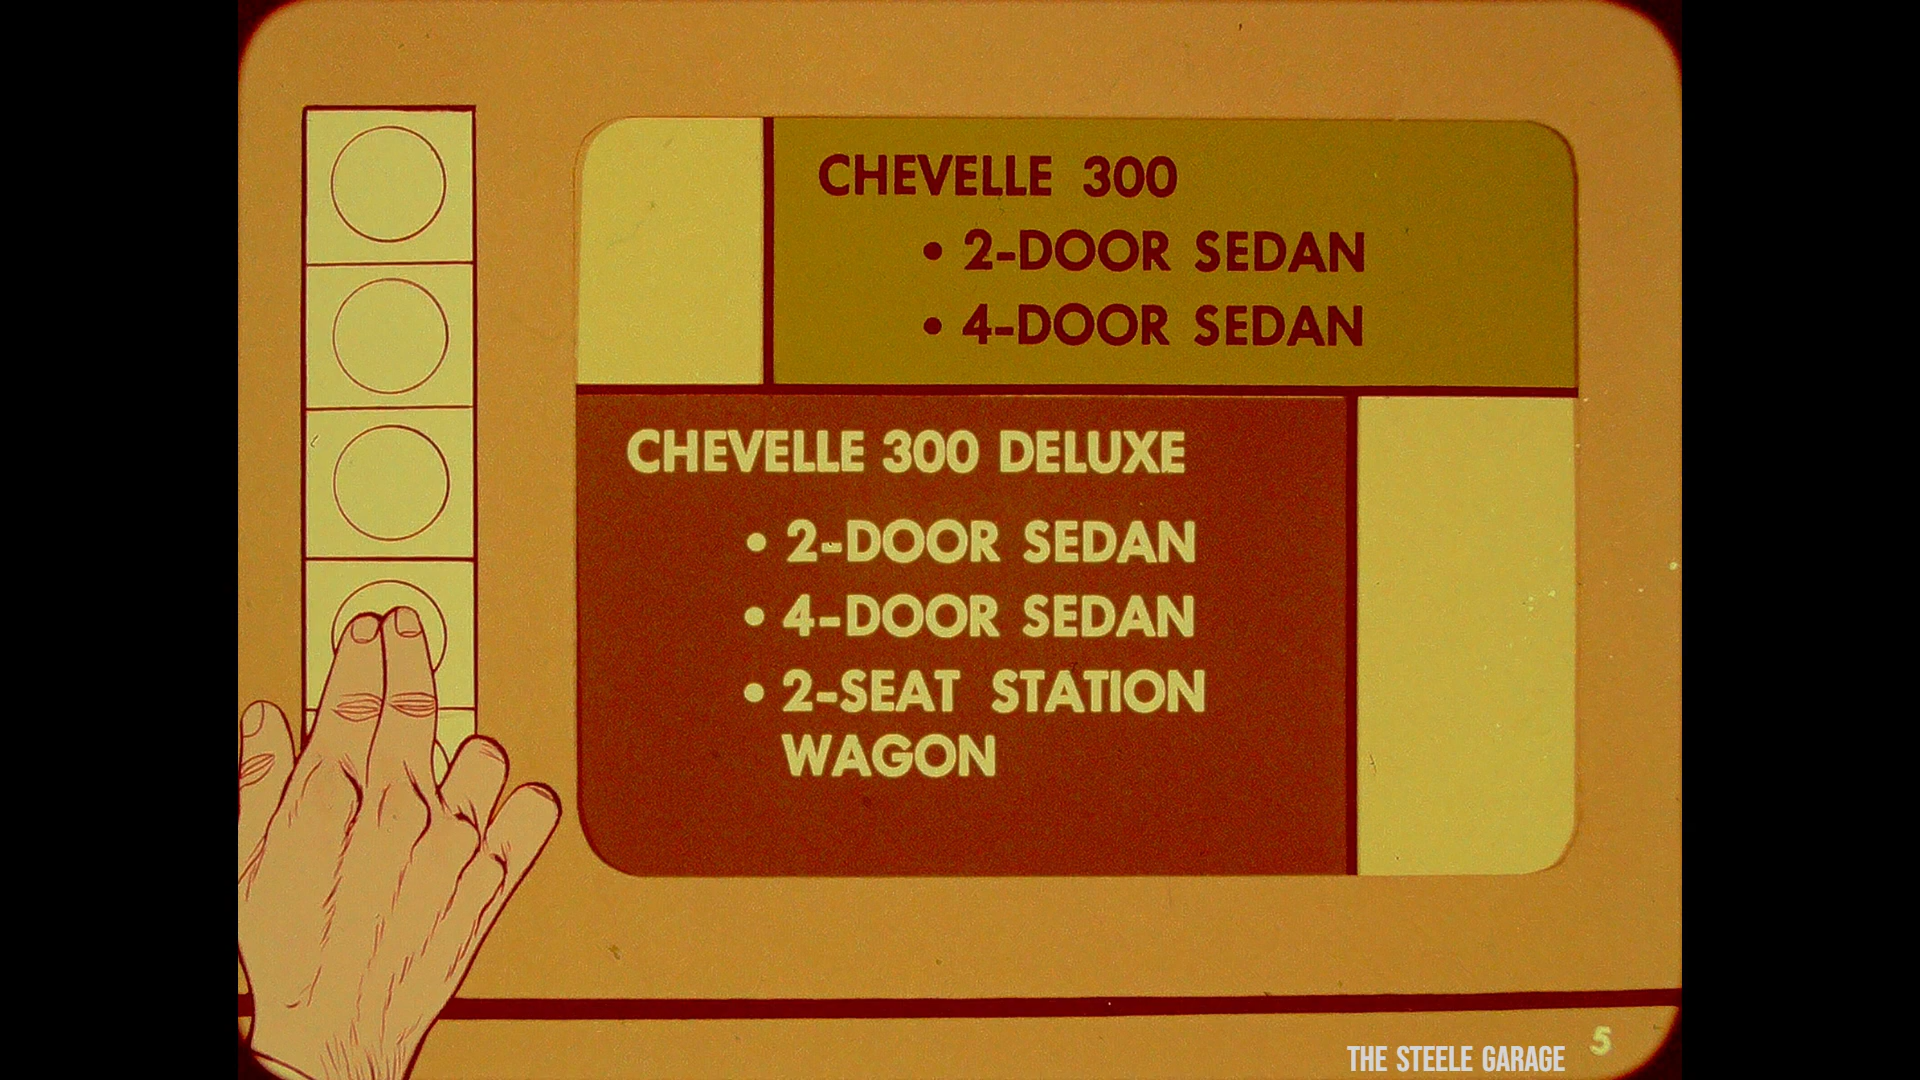 CHEVELLE 300
• 2-DOOR SEDAN
• 4-DOOR SEDAN
CHEVELLE 300 DELUXE
• 2-DOOR SEDAN
• 4-DOOR SEDAN
• 2-SEAT STATION
WAGON
5
THE STEELE GARAGE